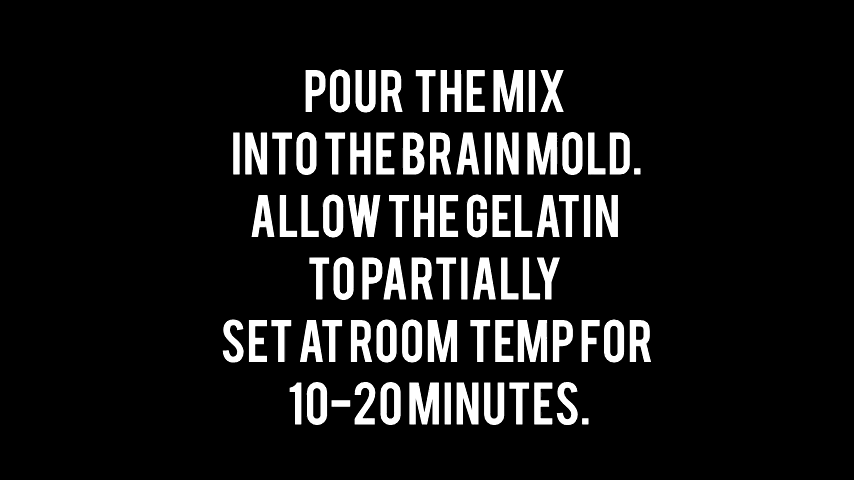 POUR THE MIX
INTO THE BRAIN MOLD.
ALLOW THE GELATIN
TO PARTIALLY
SET AT ROOM TEMP FOR
10-20 MINUTES.